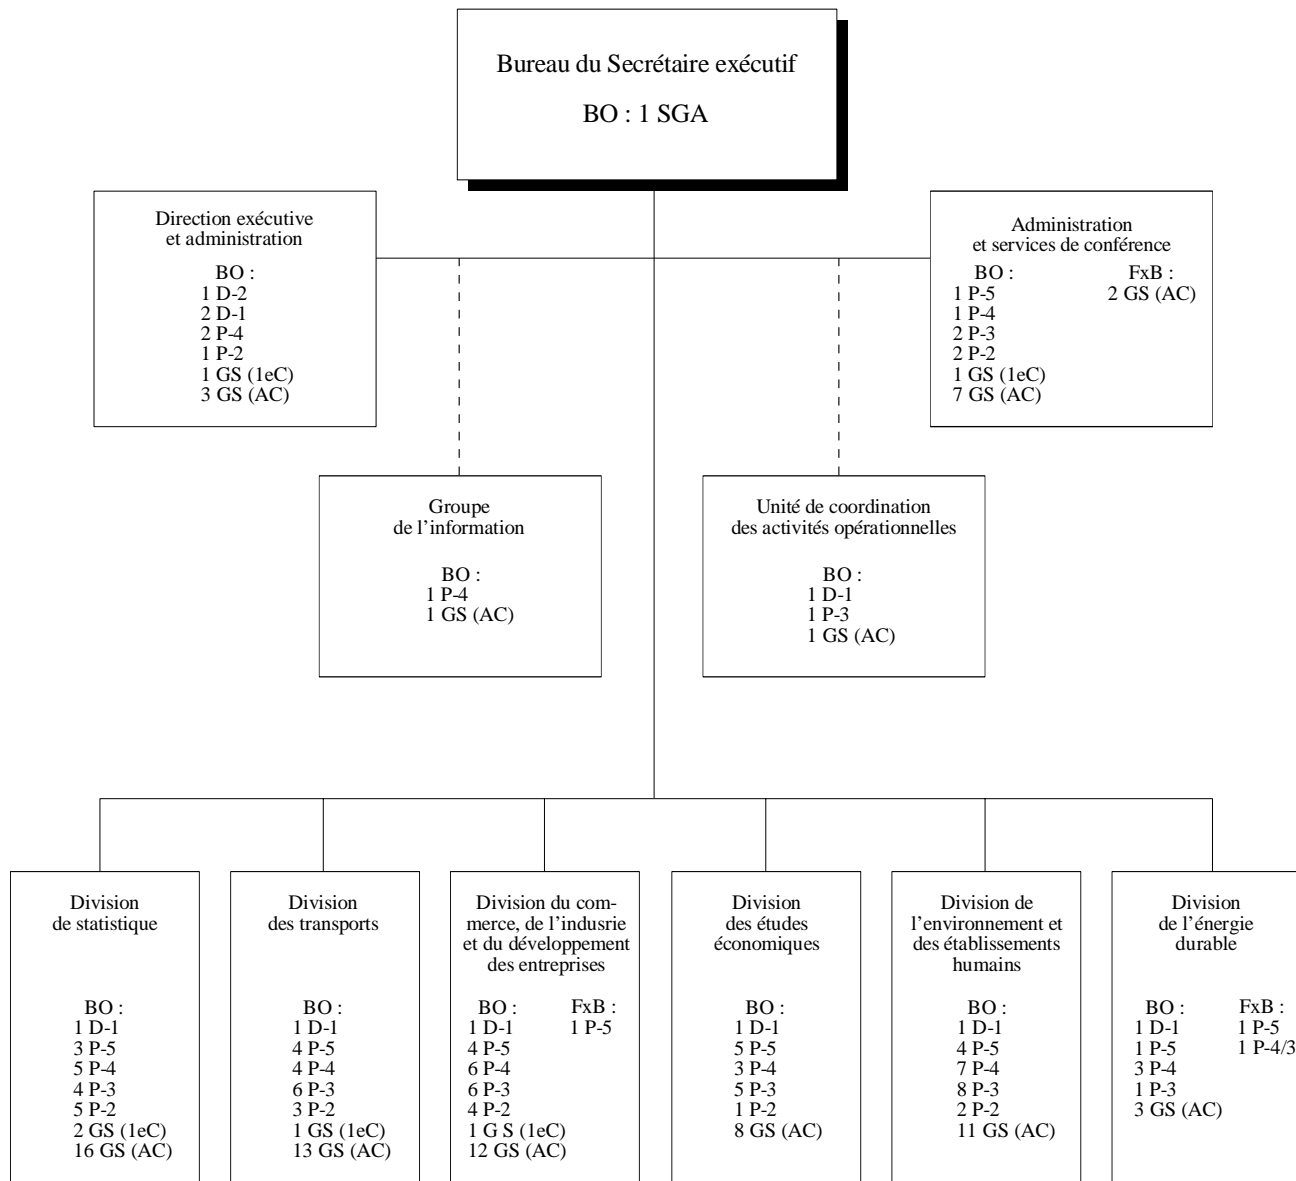 Bureau du Secrétaire exécutif
BO : 1 SGA
Direction exécutive
et administration
BO :
1 D-2
2 D-1
2 P-4
1 P-2
1 GS (1eC)
3 GS (AC)
Administration
et services de conférence
BO :
1 P-5
1 P-4
2 P-3
2 P-2
1 GS (1eC)
7 GS (AC)
FxB :
2 GS (AC)
Groupe
de l’information
BO :
1 P-4
1 GS (AC)
Unité de coordination
des activités opérationnelles
BO :
1 D-1
1 P-3
1 GS (AC)
Division
de statistique
BO :
1 D-1
3 P-5
5 P-4
4 P-3
5 P-2
2 GS (1eC)
16 GS (AC)
Division
des transports
BO :
1 D-1
4 P-5
4 P-4
6 P-3
3 P-2
1 GS (1eC)
13 GS (AC)
Division du com-
merce, de l’indusrie
et du développement
des entreprises
BO :
1 D-1
4 P-5
6 P-4
6 P-3
4 P-2
1 G S (1eC)
12 GS (AC)
FxB :
1 P-5
Division
des études
économiques
BO :
1 D-1
5 P-5
3 P-4
5 P-3
1 P-2
8 GS (AC)
Division de
l’environnement et
des établissements
humains
BO :
1 D-1
4 P-5
7 P-4
8 P-3
2 P-2
11 GS (AC)
Division
de l’énergie
durable
BO :
1 D-1
1 P-5
3 P-4
1 P-3
3 GS (AC)
FxB :
1 P-5
1 P-4/3